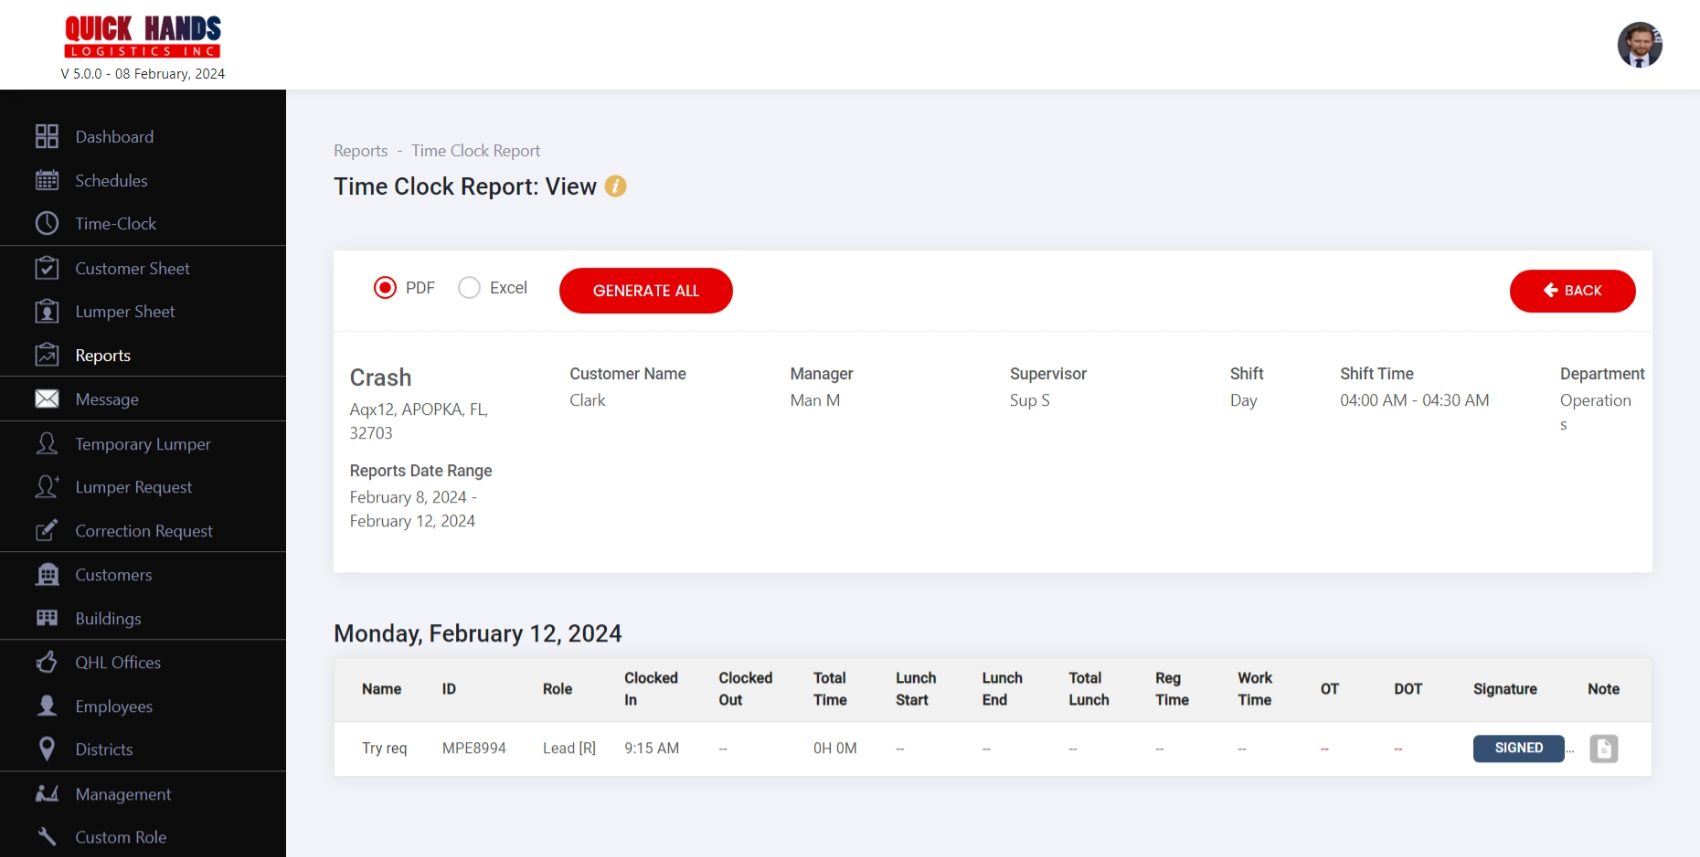 QUICK HANDS
LOGISTICS INC
V 5.0.0 - 08 February, 2024
Dashboard
Schedules
Time-Clock
Customer Sheet
Lumper Sheet
Reports
Message
Temporary Lumper
Lumper Request
Correction Request
Customers
Buildings
QHL Offices
Employees
Districts
Management
Custom Role
Reports - Time Clock Report
Time Clock Report: View i
PDF Excel GENERATE ALL BACK
Crash
Aqx12, APOPKA, FL,
32703
Reports Date Range
February 8, 2024 -
February 12, 2024
Customer Name
Clark
Manager
Man M
Supervisor
Sup S
Shift
Day
Shift Time
04:00 AM - 04:30 AM
Department
Operation
s
Monday, February 12, 2024
Name ID Role Clocked In Clocked Out Total Time Lunch Start Lunch End Total Lunch Reg Time Work Time OT DOT Signature Note
Try req MPE8994 Lead [R] 9:15 AM -- 0H 0M -- -- -- -- -- -- -- SIGNED ...